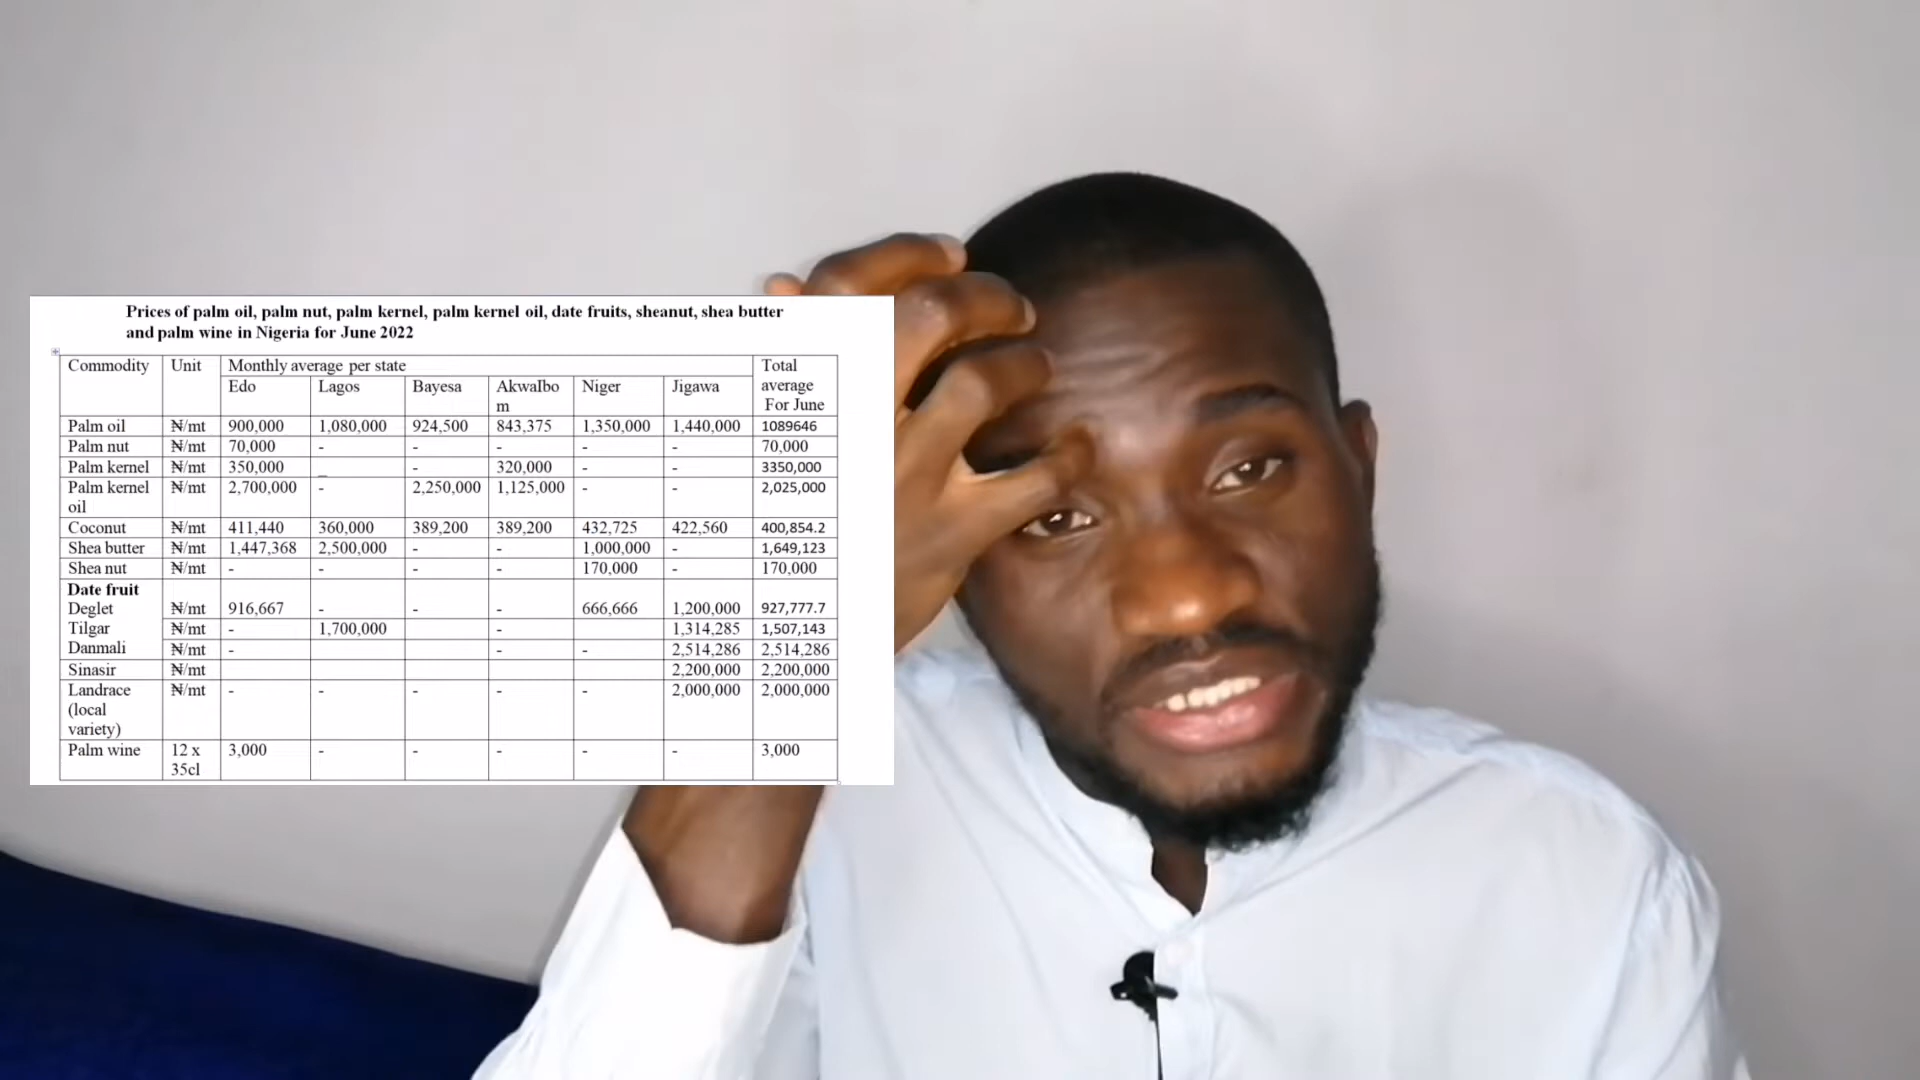 Prices of palm oil, palm nut, palm kernel, palm kernel oil, date fruits, sheanut, shea butter
and palm wine in Nigeria for June 2022
Commodity Unit Monthly average per state Total average For June
Edo Lagos Bayesa AkwaIbo m Niger Jigawa
Palm oil ₦/mt 900,000 1,080,000 924,500 843,375 1,350,000 1,440,000 1089646
Palm nut ₦/mt 70,000 - - - - - 70,000
Palm kernel ₦/mt 350,000 _ - 320,000 - - 3350,000
Palm kernel oil ₦/mt 2,700,000 - 2,250,000 1,125,000 - - 2,025,000
Coconut ₦/mt 411,440 360,000 389,200 389,200 432,725 422,560 400,854.2
Shea butter ₦/mt 1,447,368 2,500,000 - - 1,000,000 - 1,649,123
Shea nut ₦/mt - - - - 170,000 - 170,000
Date fruit
Deglet ₦/mt 916,667 - - - 666,666 1,200,000 927,777.7
Tilgar ₦/mt - 1,700,000 - 1,314,285 1,507,143
Danmali ₦/mt - - - 2,514,286 2,514,286
Sinasir ₦/mt 2,200,000 2,200,000
Landrace (local variety) ₦/mt - - - - - 2,000,000 2,000,000
Palm wine 12 x 35cl 3,000 - - - - - 3,000